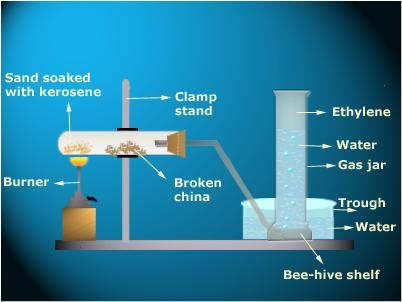 Sand soaked
with kerosene
Clamp
stand
Ethylene
Water
Gas jar
Burner
Broken
china
Trough
Water
Bee-hive shelf